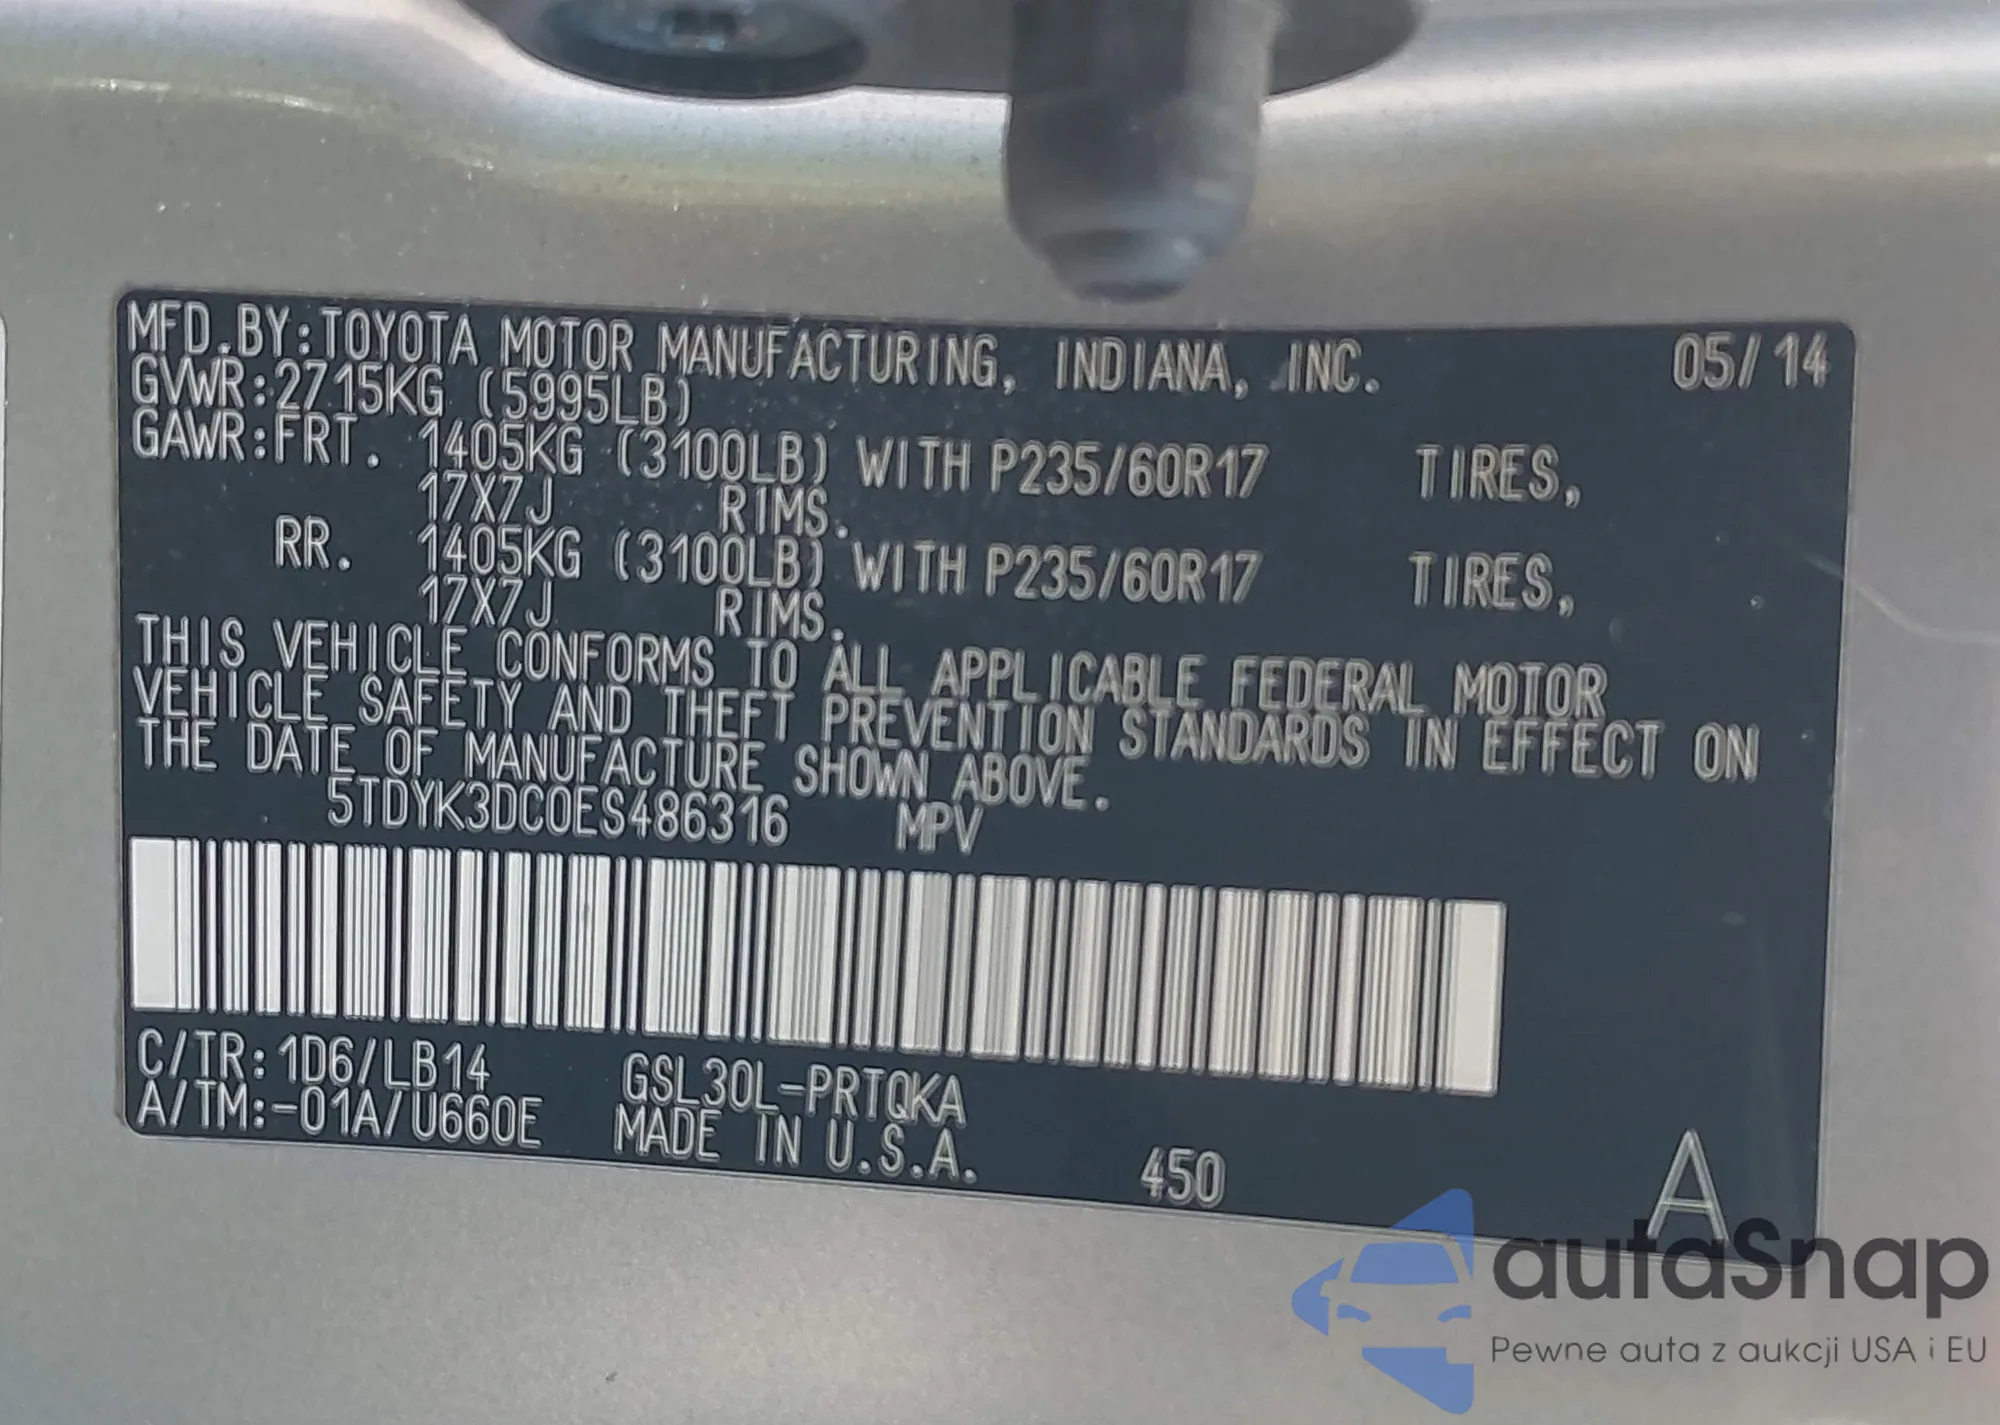 MFD.BY:TOYOTA MOTOR MANUFACTURING, INDIANA, INC. 05/14
GVWR:2715KG (5995LB)
GAWR:FRT. 1405KG (3100LB) WITH P235/60R17 TIRES,
17X7J RIMS.
RR. 1405KG (3100LB) WITH P235/60R17 TIRES,
17X7J RIMS.
THIS VEHICLE CONFORMS TO ALL APPLICABLE FEDERAL MOTOR
VEHICLE SAFETY AND THEFT PREVENTION STANDARDS IN EFFECT ON
THE DATE OF MANUFACTURE SHOWN ABOVE.
5TDYK3DC0ES486316 MPV
C/TR: 1D6/LB14 GSL30L-PRTQKA
A/TM:-01A/U660E MADE IN U.S.A. 450 A
autaSnap
Pewne auta z aukcji USA i EU